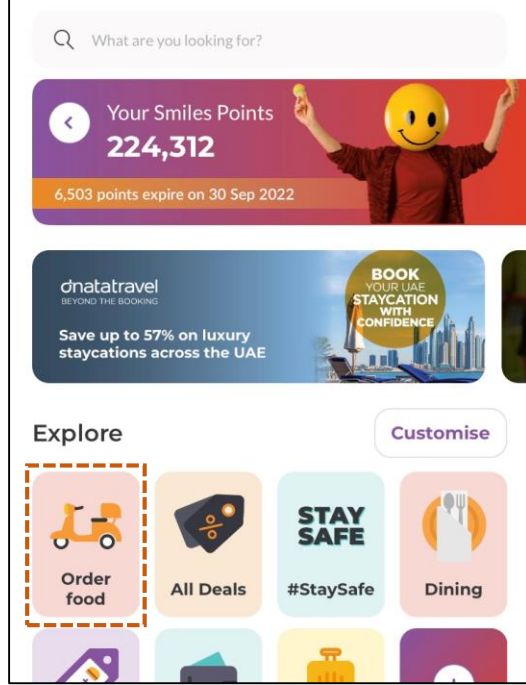 What are you looking for?
Your Smiles Points
224,312
6,503 points expire on 30 Sep 2022
dnatatravel
BEYOND THE BOOKING
Save up to 57% on luxury
staycations across the UAE
BOOK
YOUR UAE
STAYCATION
WITH
CONFIDENCE
Explore
Customise
Order
food
All Deals
STAY
SAFE
#StaySafe
Dining